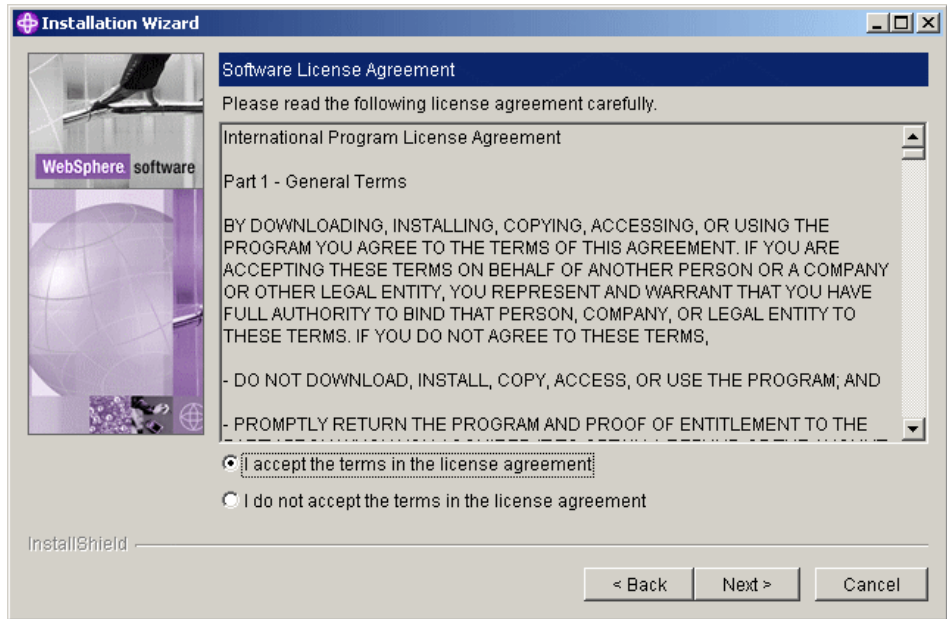 Installation Wizard
Software License Agreement
Please read the following license agreement carefully.
WebSphere software
International Program License Agreement
Part 1 - General Terms
BY DOWNLOADING, INSTALLING, COPYING, ACCESSING, OR USING THE
PROGRAM YOU AGREE TO THE TERMS OF THIS AGREEMENT. IF YOU ARE
ACCEPTING THESE TERMS ON BEHALF OF ANOTHER PERSON OR A COMPANY
OR OTHER LEGAL ENTITY, YOU REPRESENT AND WARRANT THAT YOU HAVE
FULL AUTHORITY TO BIND THAT PERSON, COMPANY, OR LEGAL ENTITY TO
THESE TERMS. IF YOU DO NOT AGREE TO THESE TERMS,
- DO NOT DOWNLOAD, INSTALL, COPY, ACCESS, OR USE THE PROGRAM; AND
- PROMPTLY RETURN THE PROGRAM AND PROOF OF ENTITLEMENT TO THE
I accept the terms in the license agreement
I do not accept the terms in the license agreement
InstallShield
< Back
Next >
Cancel